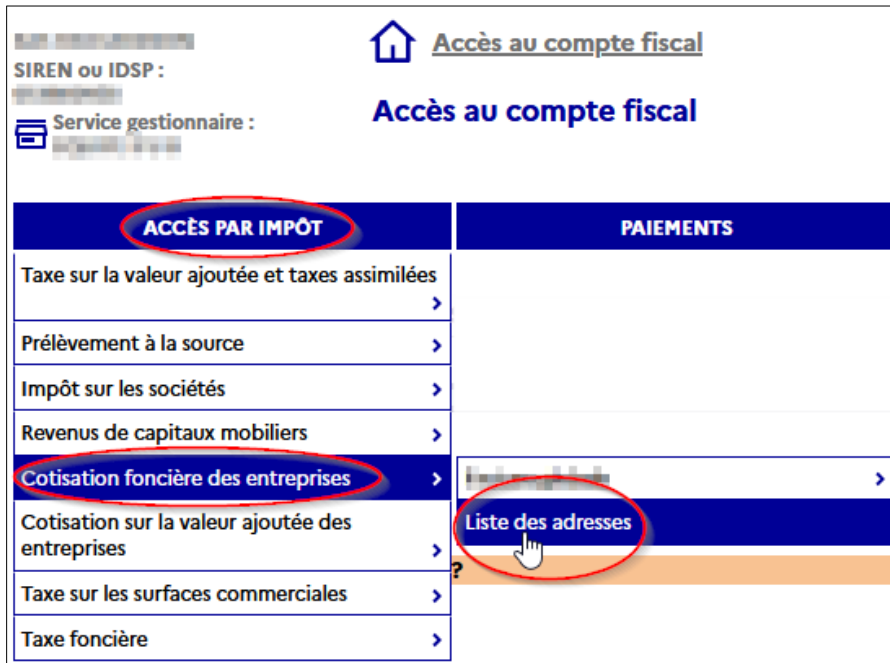 SIREN ou IDSP :
Service gestionnaire :
Accès au compte fiscal
Accès au compte fiscal
ACCÈS PAR IMPÔT
PAIEMENTS
Taxe sur la valeur ajoutée et taxes assimilées
Prélèvement à la source
Impôt sur les sociétés
Revenus de capitaux mobiliers
Cotisation foncière des entreprises
Liste des adresses
Cotisation sur la valeur ajoutée des
entreprises
?
Taxe sur les surfaces commerciales
Taxe foncière